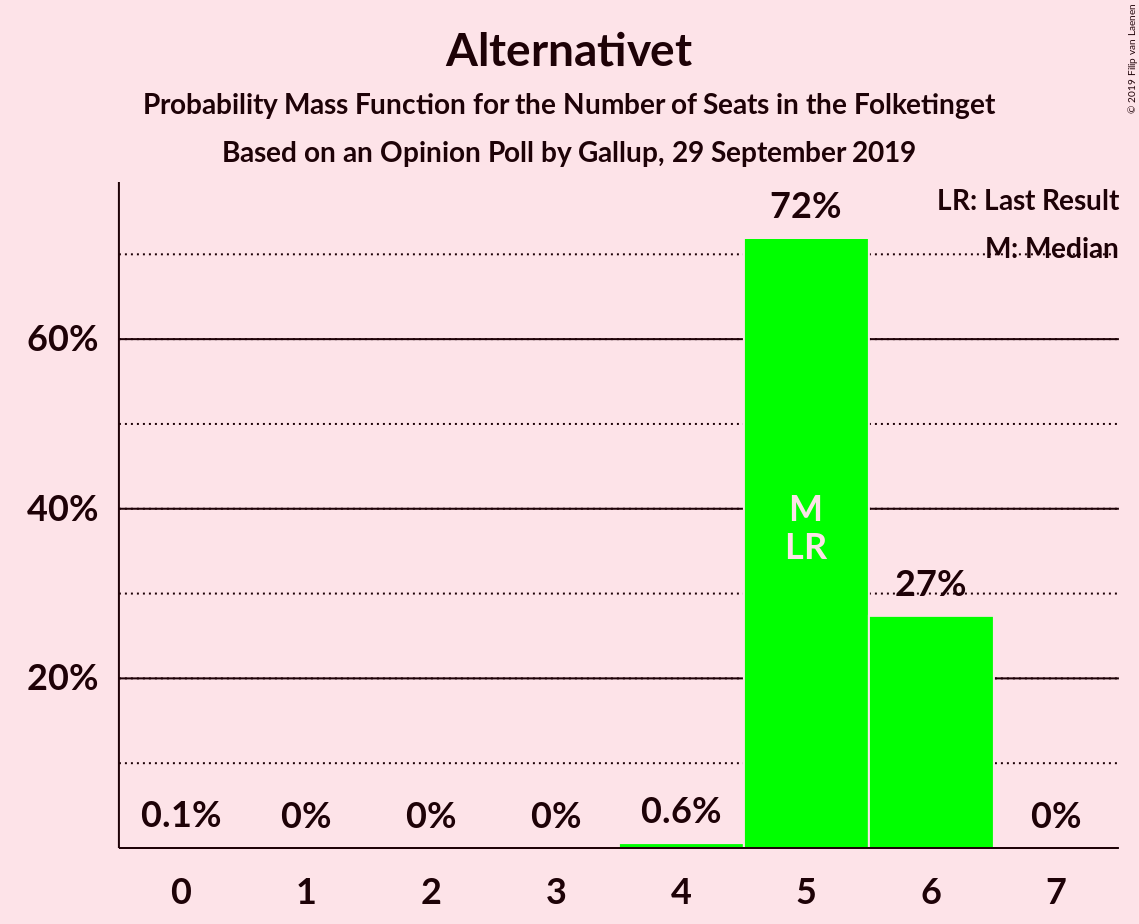 Alternativet
Probability Mass Function for the Number of Seats in the Folketinget
Based on an Opinion Poll by Gallup, 29 September 2019
© 2019 Filip van Laenen
LR: Last Result
M: Median
72%
60%
40%
20%
M
LR
27%
0.1%
0%
0%
0%
0.6%
0%
0 1 2 3 4 5 6 7